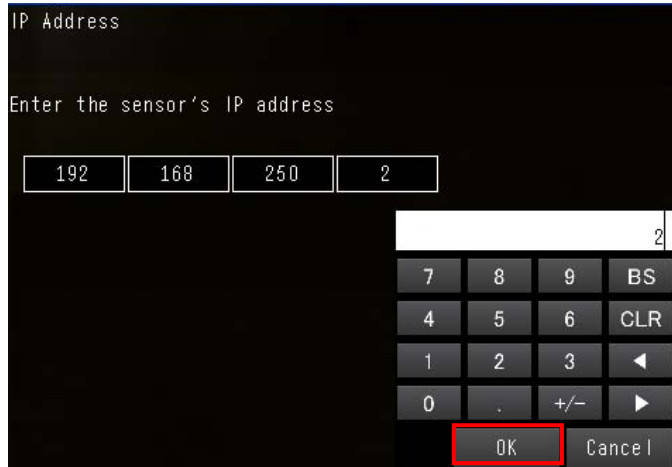 IP Address
Enter the sensor's IP address
192 168 250 2
2
7 8 9 BS
4 5 6 CLR
1 2 3 ◀
0 . +/- ▶
OK Cancel